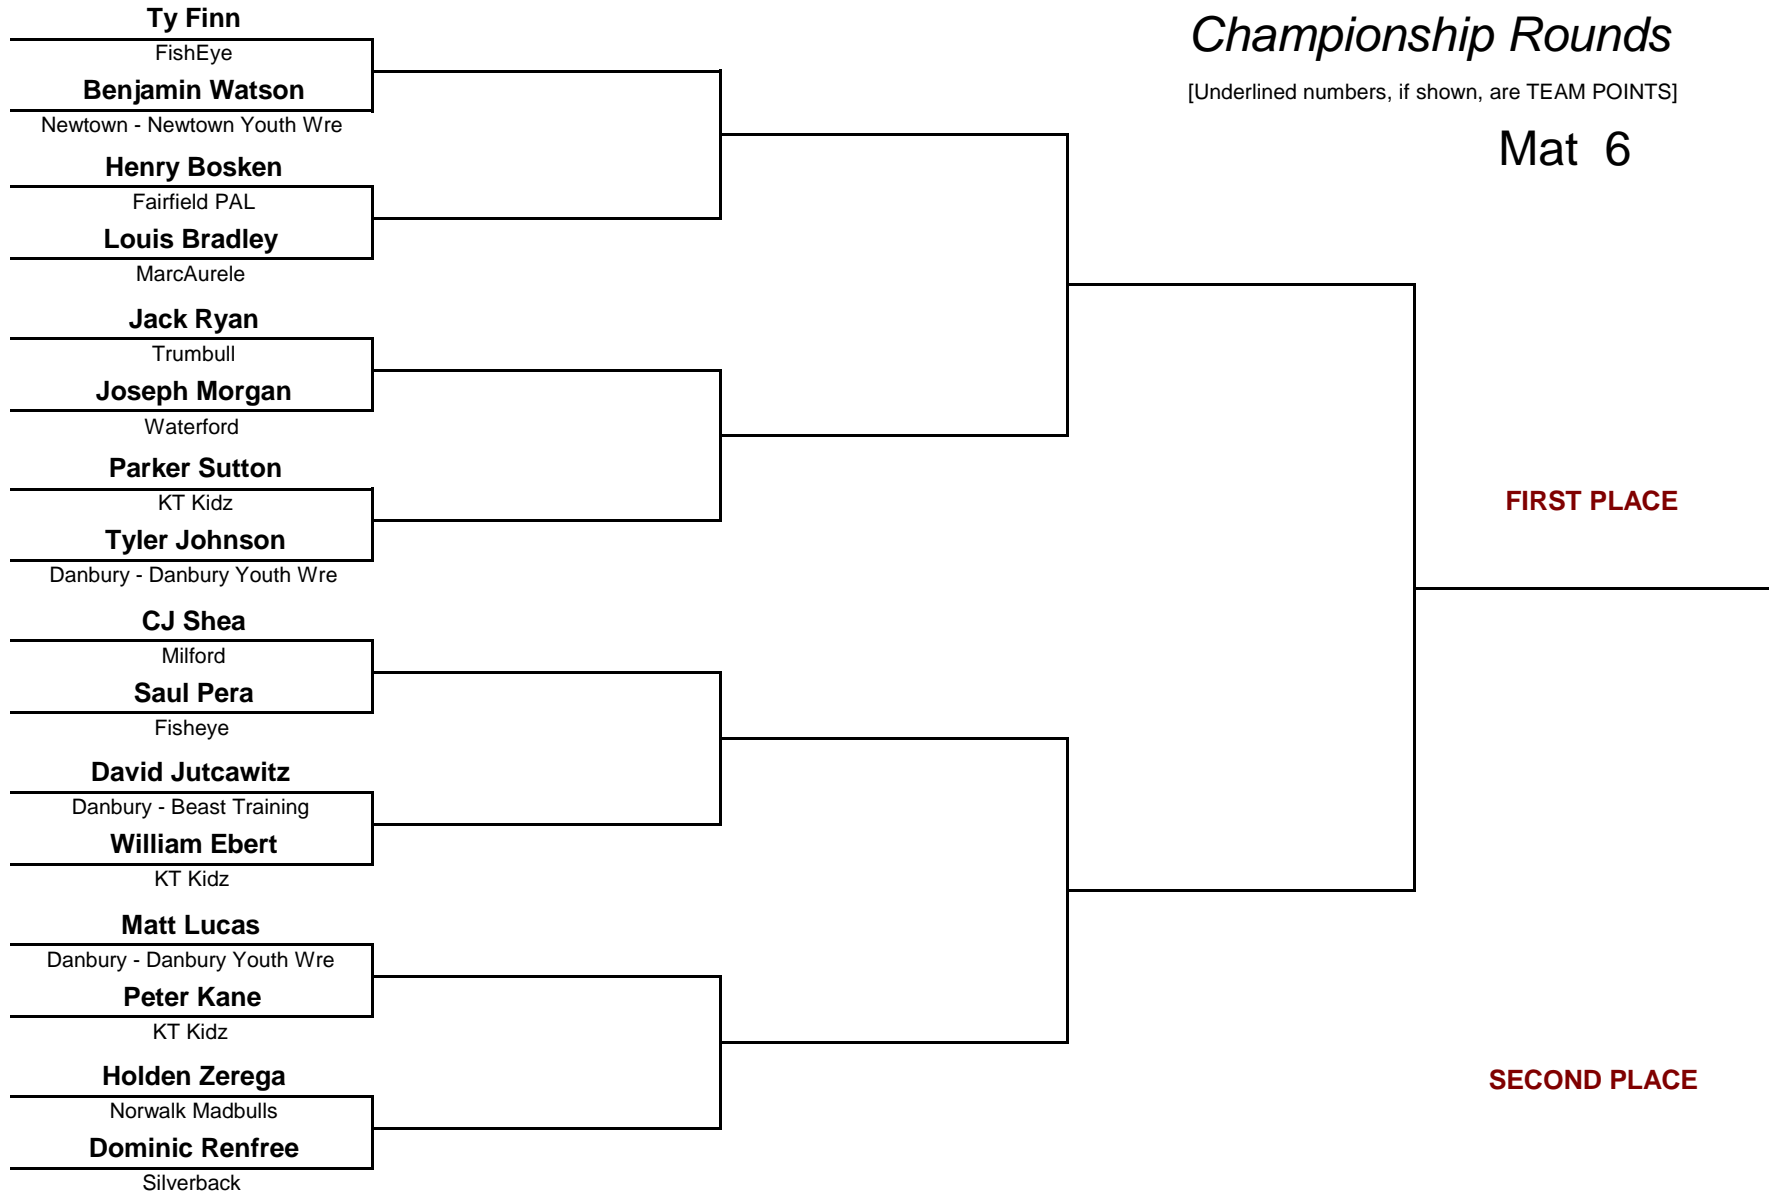 Ty Finn
FishEye
Benjamin Watson
Newtown - Newtown Youth Wre
Henry Bosken
Fairfield PAL
Louis Bradley
MarcAurele
Jack Ryan
Trumbull
Joseph Morgan
Waterford
Parker Sutton
KT Kidz
Tyler Johnson
Danbury - Danbury Youth Wre
CJ Shea
Milford
Saul Pera
Fisheye
David Jutcawitz
Danbury - Beast Training
William Ebert
KT Kidz
Matt Lucas
Danbury - Danbury Youth Wre
Peter Kane
KT Kidz
Holden Zerega
Norwalk Madbulls
Dominic Renfree
Silverback
Championship Rounds
[Underlined numbers, if shown, are TEAM POINTS]
Mat 6
FIRST PLACE
SECOND PLACE